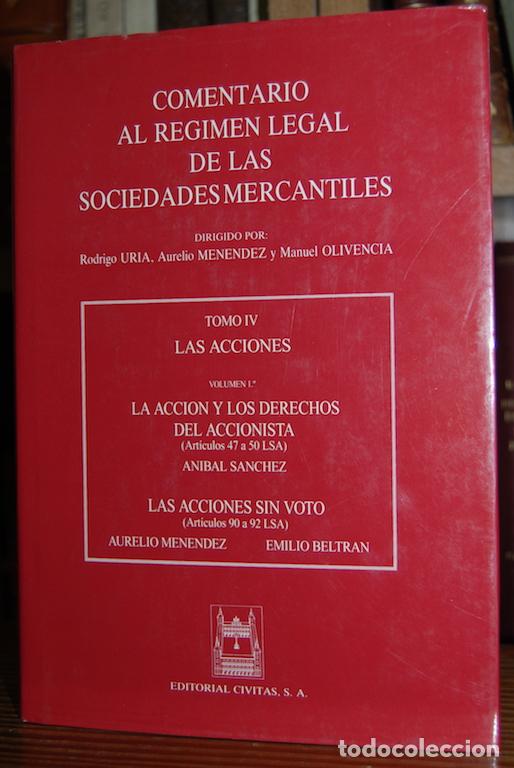 COMENTARIO
AL REGIMEN LEGAL
DE LAS
SOCIEDADES MERCANTILES
DIRIGIDO POR:
Rodrigo URIA, Aurelio MENENDEZ y Manuel OLIVENCIA
TOMO IV
LAS ACCIONES
VOLUMEN 1.º
LA ACCION Y LOS DERECHOS
DEL ACCIONISTA
(Artículos 47 a 50 LSA)
ANIBAL SANCHEZ
LAS ACCIONES SIN VOTO
(Artículos 90 a 92 LSA)
AURELIO MENENDEZ EMILIO BELTRAN
EDITORIAL CIVITAS, S. A.
todocoleccion